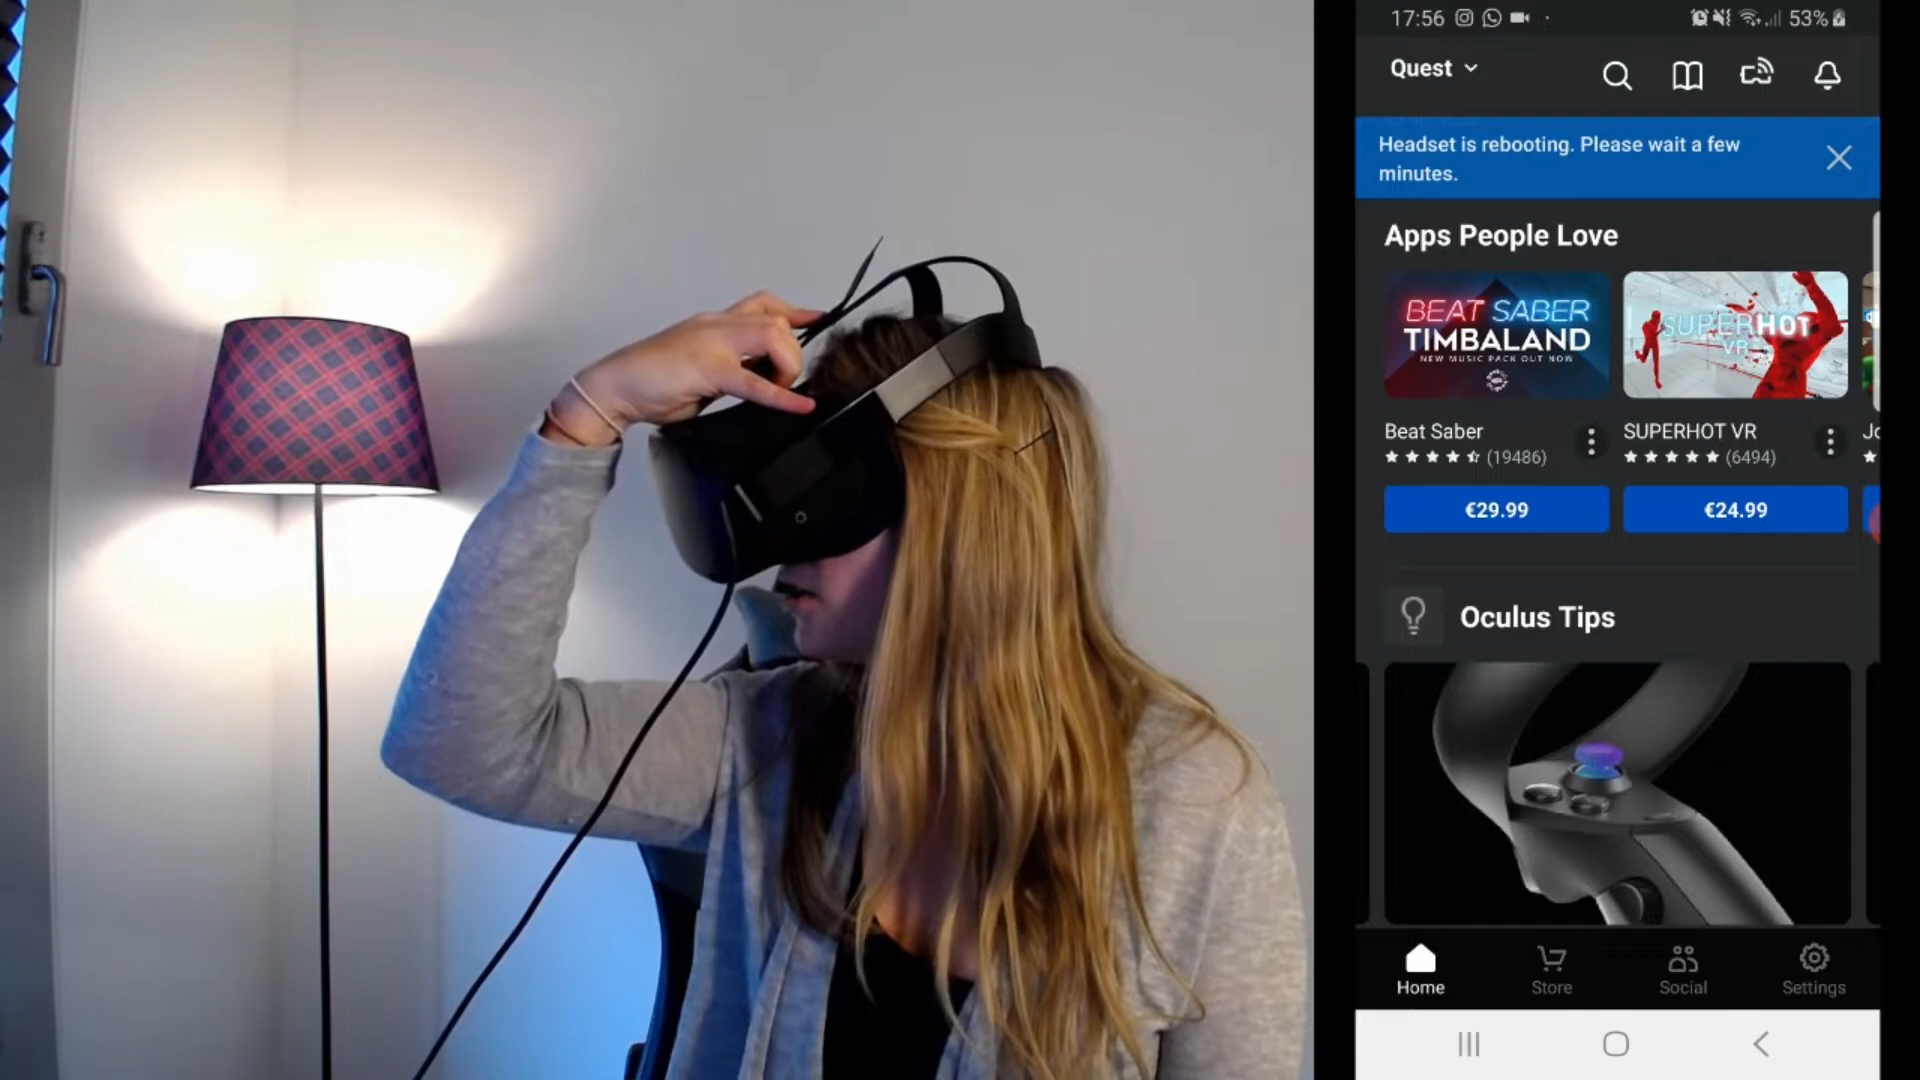 17:56 53%
Quest
Headset is rebooting. Please wait a few
minutes.
Apps People Love
BEAT SABER
TIMBALAND
NEW MUSIC PACK OUT NOW
SUPERHOT
VR
Beat Saber
(19486)
SUPERHOT VR
(6494)
€29.99
€24.99
Oculus Tips
Home
Store
Social
Settings